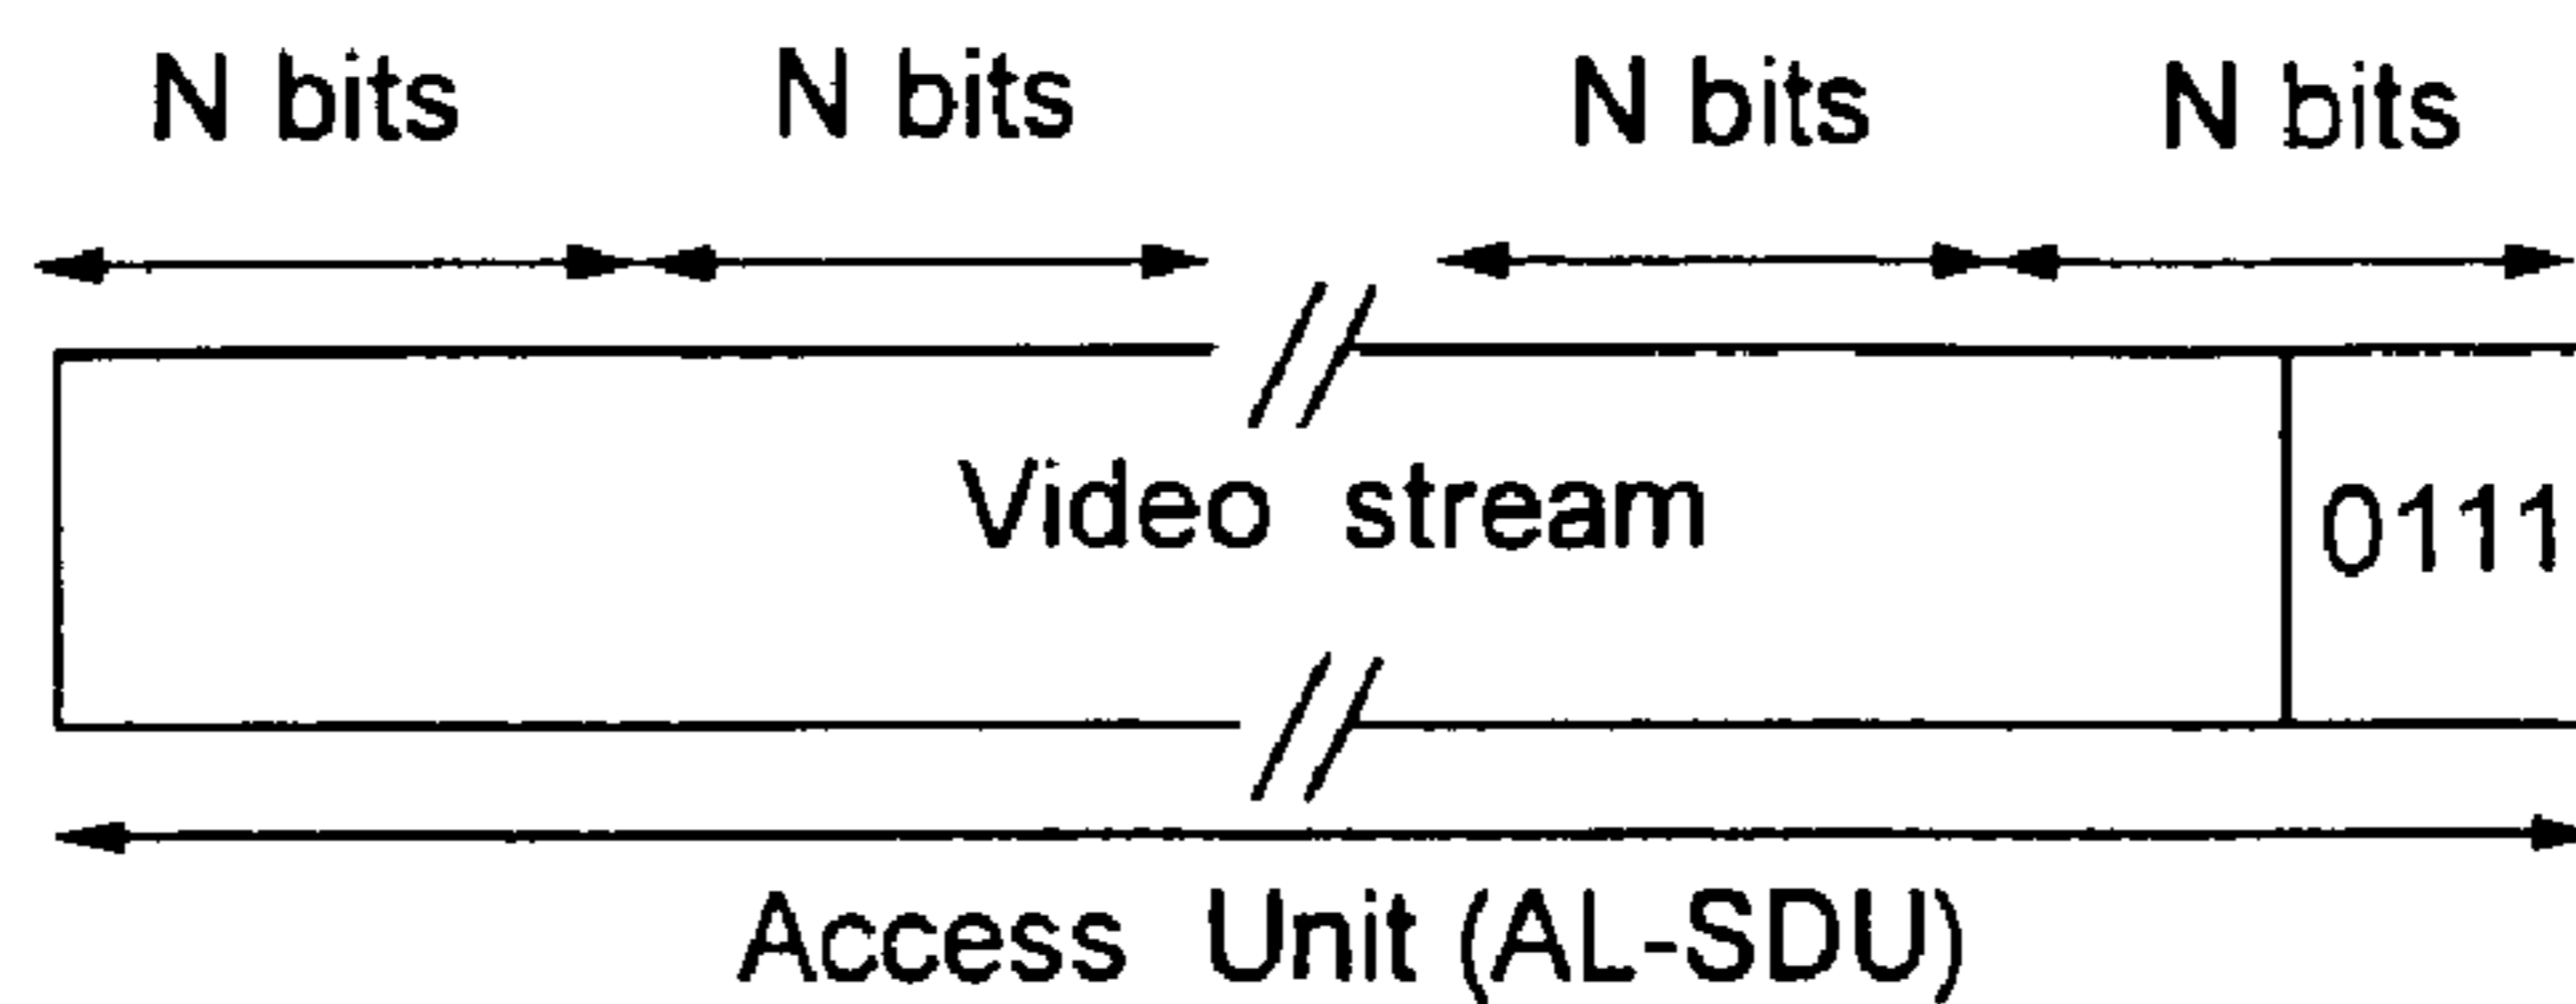 N bits N bits N bits N bits
Video stream 0111
Access Unit (AL-SDU)